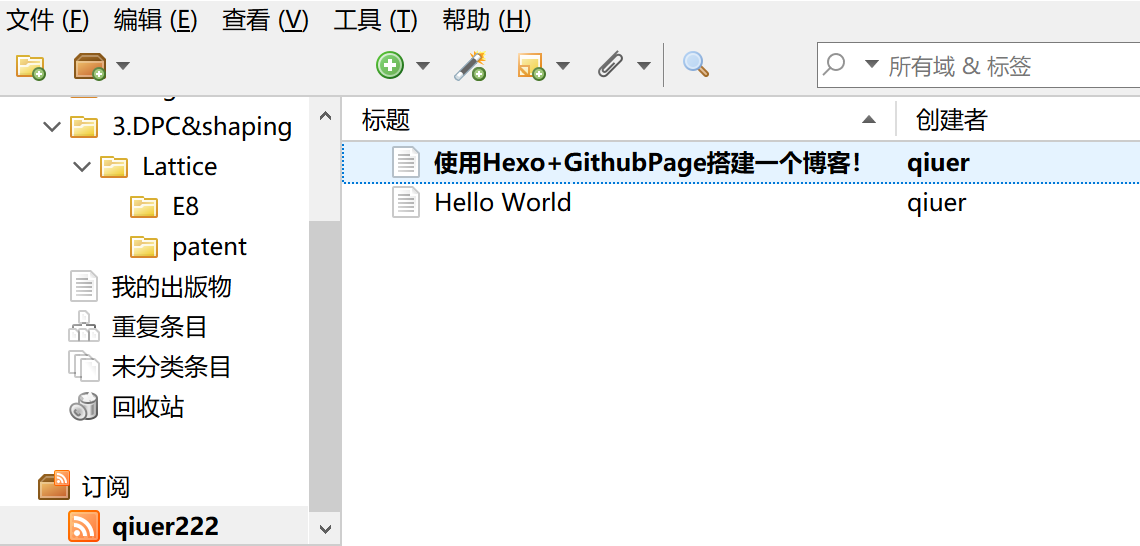 文件 (F) 编辑 (E) 查看 (V) 工具 (T) 帮助 (H)
所有域 & 标签
标题 创建者
3.DPC&shaping
使用Hexo+GithubPage搭建一个博客！ qiuer
Lattice
Hello World qiuer
E8
patent
我的出版物
重复条目
未分类条目
回收站
订阅
qiuer222